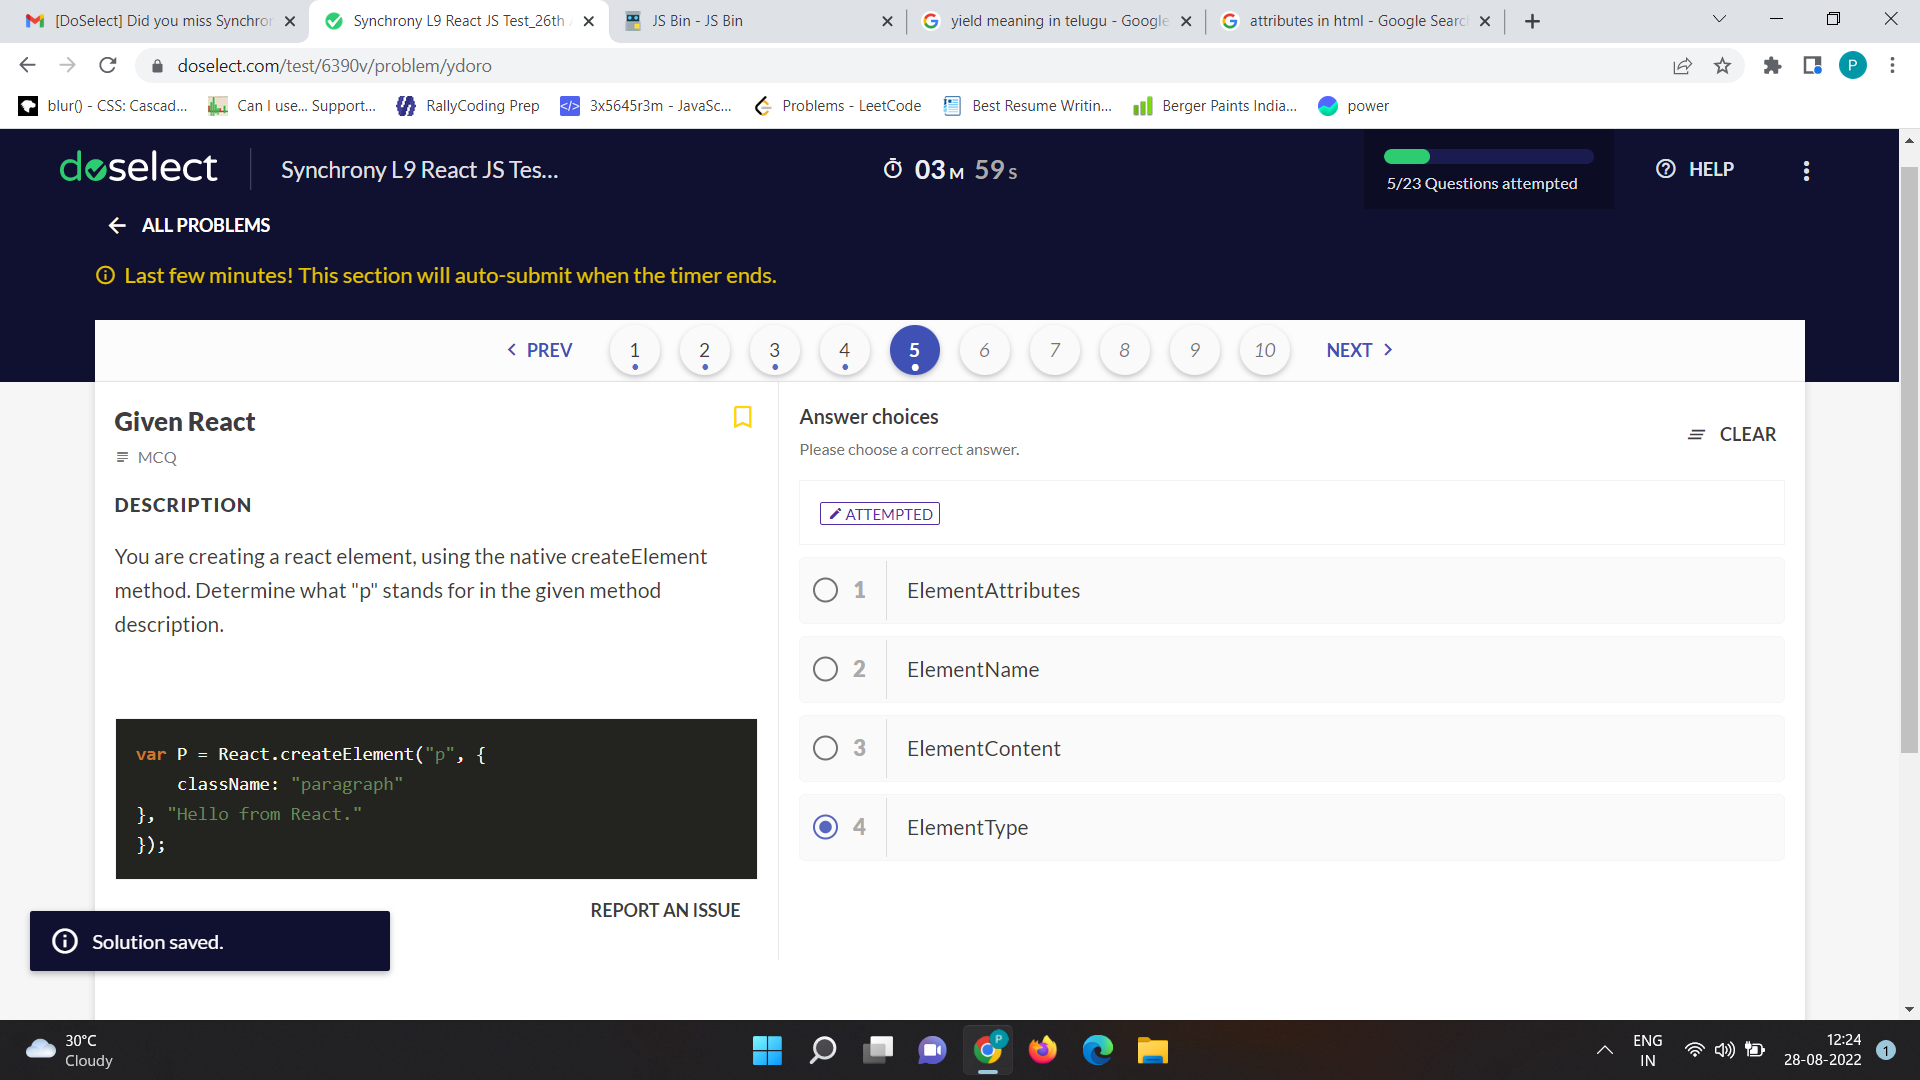 [DoSelect] Did you miss Synchron
Synchrony L9 React JS Test_26th
JS Bin - JS Bin
yield meaning in telugu - Google
attributes in html - Google Search
doselect.com/test/6390v/problem/ydoro
P
blur() - CSS: Cascad...
Can I use... Support...
RallyCoding Prep
3x5645r3m - JavaSc...
Problems - LeetCode
Best Resume Writin...
Berger Paints India...
power
doselect
Synchrony L9 React JS Tes...
03 M 59 S
5/23 Questions attempted
HELP
ALL PROBLEMS
Last few minutes! This section will auto-submit when the timer ends.
PREV 1 2 3 4 5 6 7 8 9 10 NEXT
Given React
MCQ
DESCRIPTION
You are creating a react element, using the native createElement
method. Determine what "p" stands for in the given method
description.
var P = React.createElement("p", {
className: "paragraph"
}, "Hello from React."
});
REPORT AN ISSUE
Answer choices
Please choose a correct answer.
CLEAR
ATTEMPTED
1 ElementAttributes
2 ElementName
3 ElementContent
4 ElementType
Solution saved.
30°C
Cloudy
P
ENG
IN
12:24
28-08-2022
1